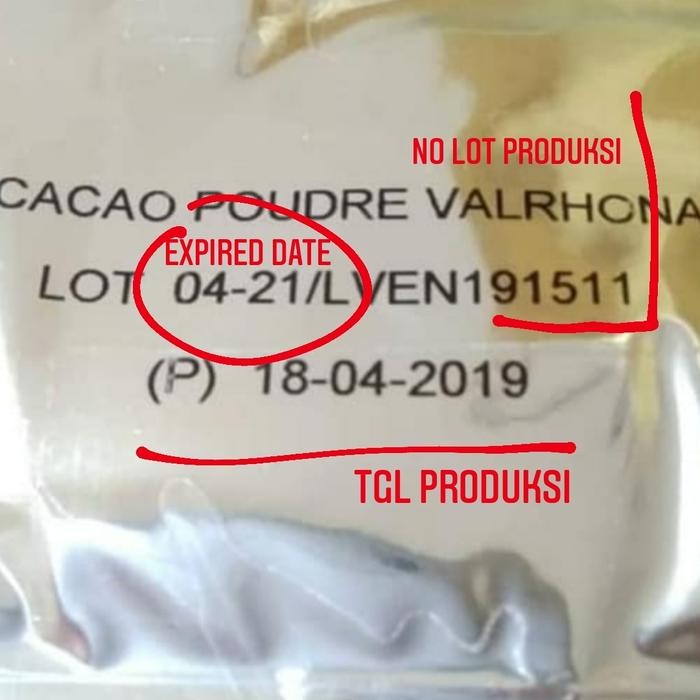 NO LOT PRODUKSI
CACAO POUDRE VALRHONA
EXPIRED DATE
LOT 04-21/LVEN191511
(P) 18-04-2019
TGL PRODUKSI